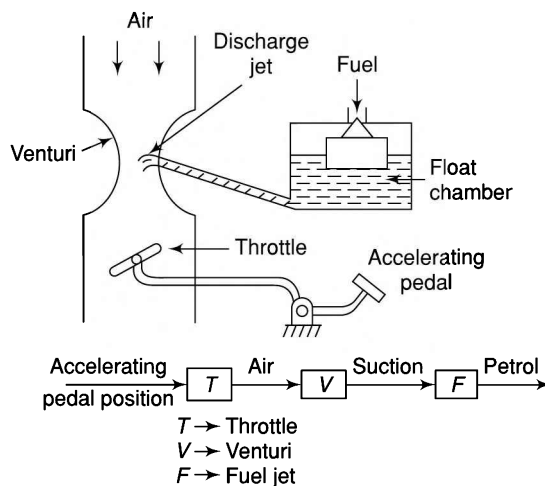 Air
Discharge
jet
Fuel
Venturi
Float
chamber
Throttle
Accelerating
pedal
Accelerating
pedal position
T
Air
V
Suction
F
Petrol
T → Throttle
V → Venturi
F → Fuel jet